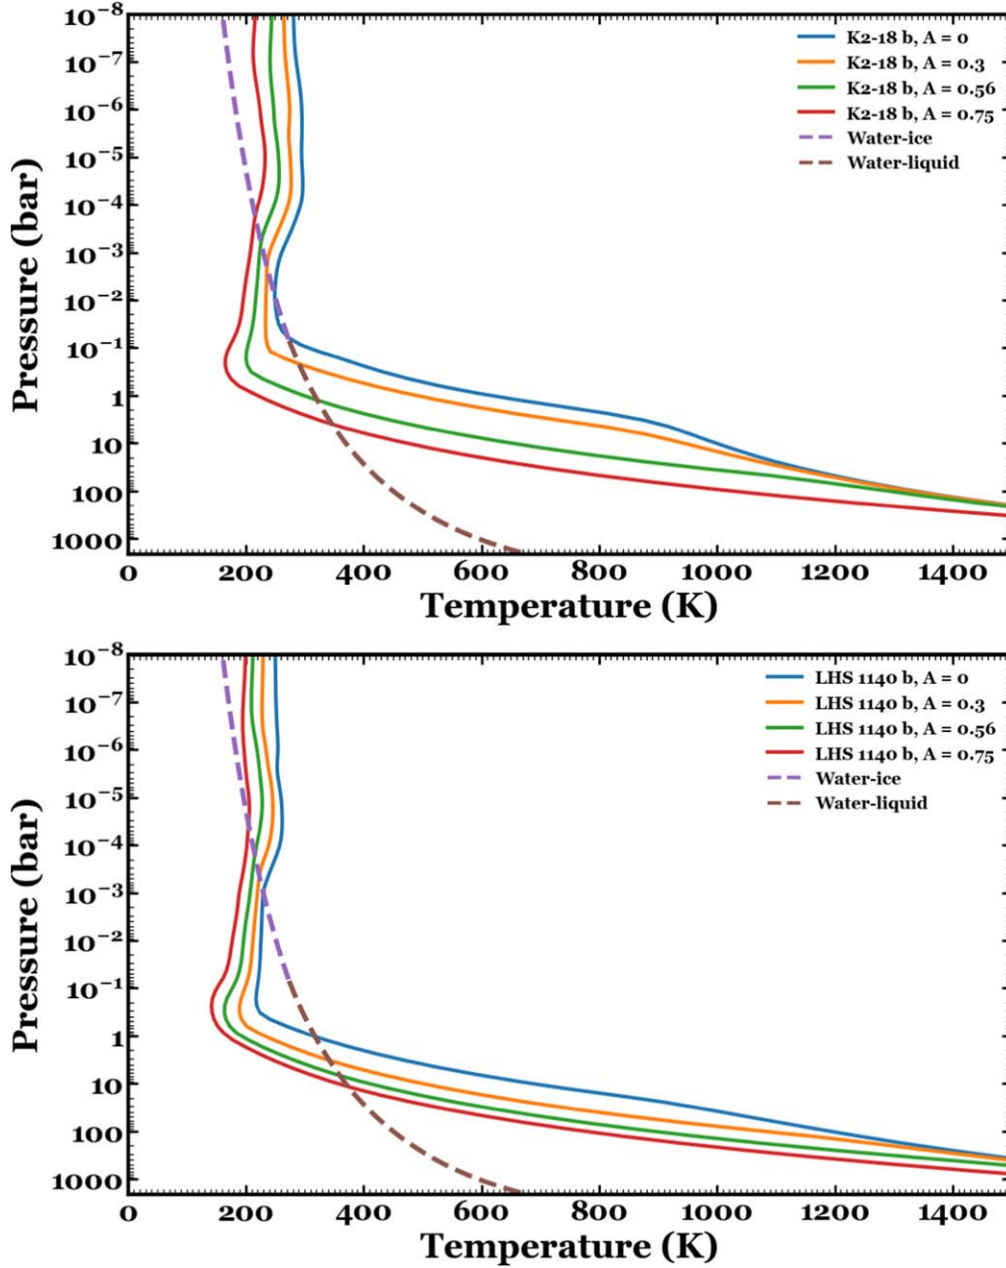 10⁻⁸
10⁻⁷
10⁻⁶
10⁻⁵
10⁻⁴
10⁻³
10⁻²
10⁻¹
1
10
100
1000
Pressure (bar)
K2-18 b, A = 0
K2-18 b, A = 0.3
K2-18 b, A = 0.56
K2-18 b, A = 0.75
Water-ice
Water-liquid
0 200 400 600 800 1000 1200 1400
Temperature (K)
10⁻⁸
10⁻⁷
10⁻⁶
10⁻⁵
10⁻⁴
10⁻³
10⁻²
10⁻¹
1
10
100
1000
Pressure (bar)
LHS 1140 b, A = 0
LHS 1140 b, A = 0.3
LHS 1140 b, A = 0.56
LHS 1140 b, A = 0.75
Water-ice
Water-liquid
0 200 400 600 800 1000 1200 1400
Temperature (K)